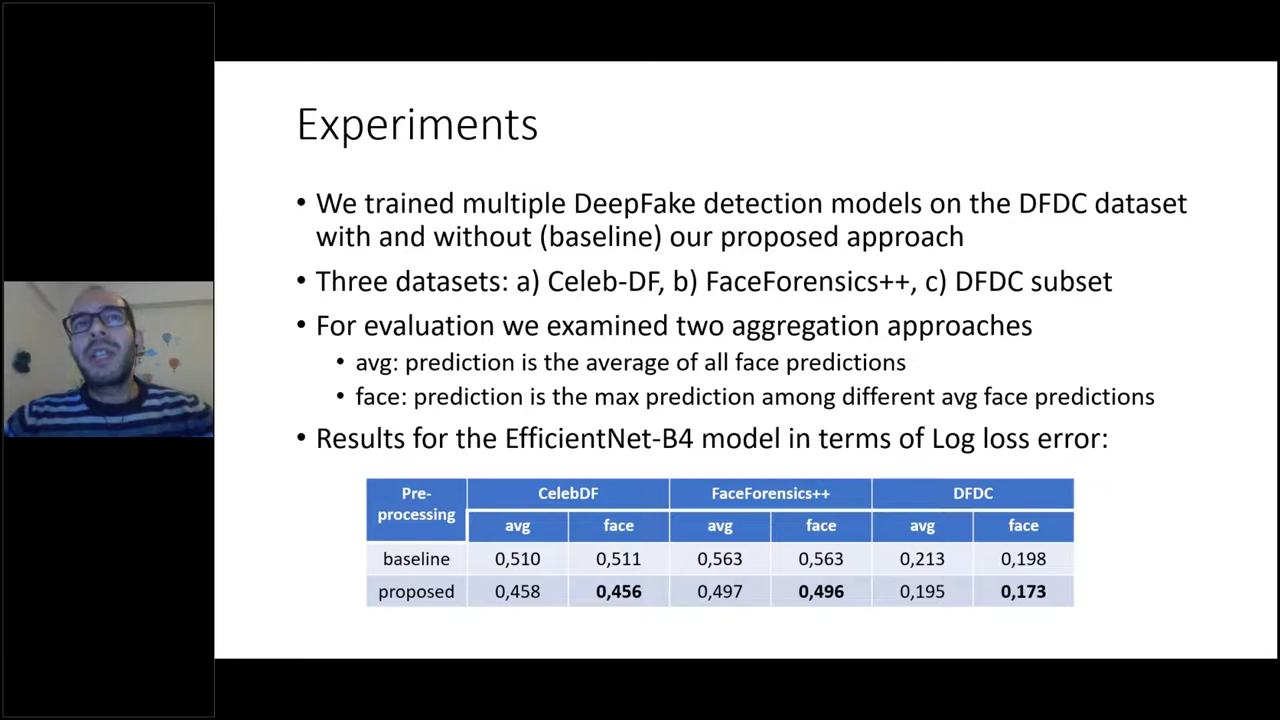 Experiments
• We trained multiple DeepFake detection models on the DFDC dataset
with and without (baseline) our proposed approach
• Three datasets: a) Celeb-DF, b) FaceForensics++, c) DFDC subset
• For evaluation we examined two aggregation approaches
• avg: prediction is the average of all face predictions
• face: prediction is the max prediction among different avg face predictions
• Results for the EfficientNet-B4 model in terms of Log loss error:
Pre-
processing
CelebDF FaceForensics++ DFDC
avg face avg face avg face
baseline 0,510 0,511 0,563 0,563 0,213 0,198
proposed 0,458 0,456 0,497 0,496 0,195 0,173